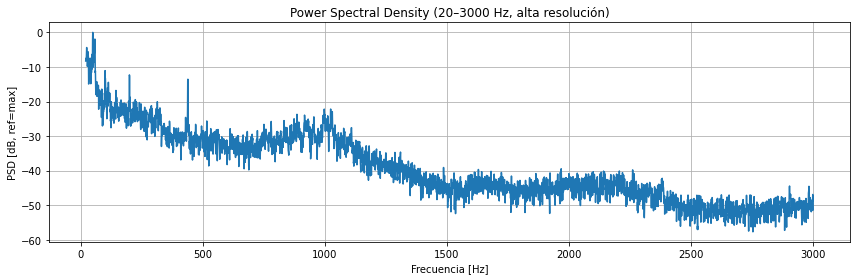 Power Spectral Density (20–3000 Hz, alta resolución)
PSD [dB, ref=max]
0
−10
−20
−30
−40
−50
−60
0 500 1000 1500 2000 2500 3000
Frecuencia [Hz]